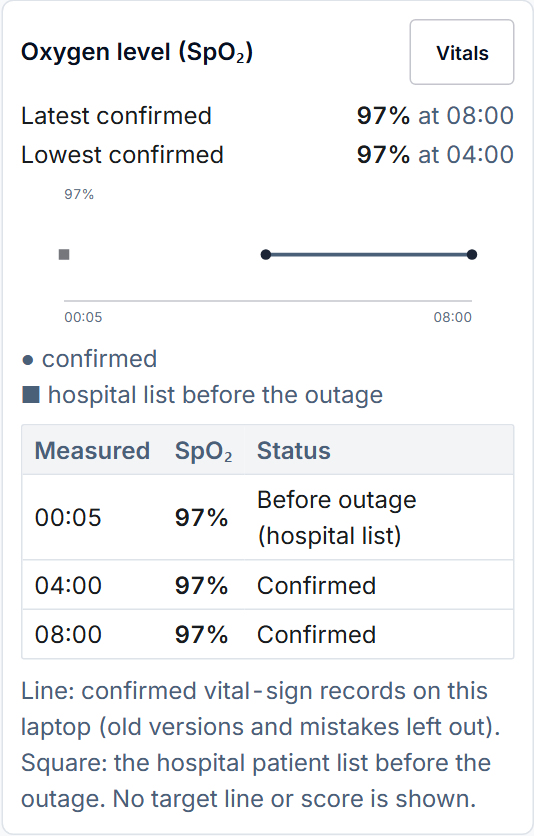 Oxygen level (SpO₂)
Vitals
Latest confirmed 97% at 08:00
Lowest confirmed 97% at 04:00
97%
00:05 08:00
confirmed
hospital list before the outage
Measured SpO₂ Status
00:05 97% Before outage
(hospital list)
04:00 97% Confirmed
08:00 97% Confirmed
Line: confirmed vital-sign records on this
laptop (old versions and mistakes left out).
Square: the hospital patient list before the
outage. No target line or score is shown.